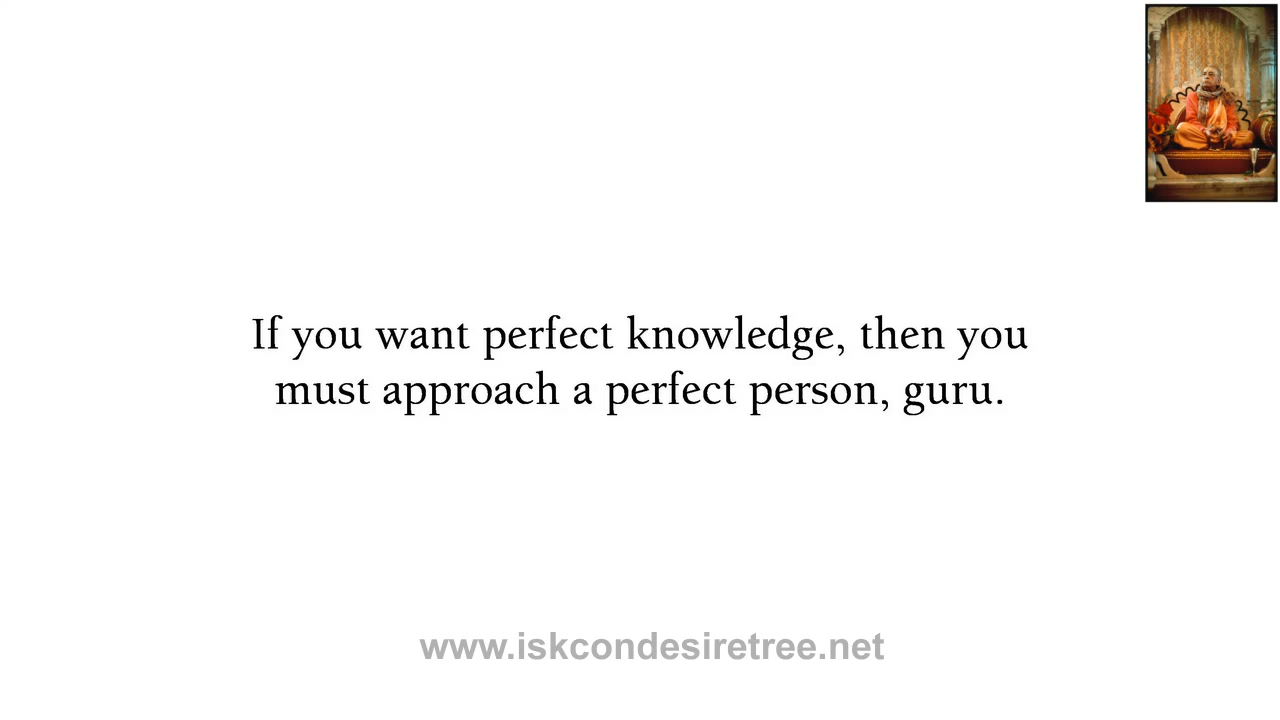 If you want perfect knowledge, then you
must approach a perfect person, guru.
www.iskcondesiretree.net